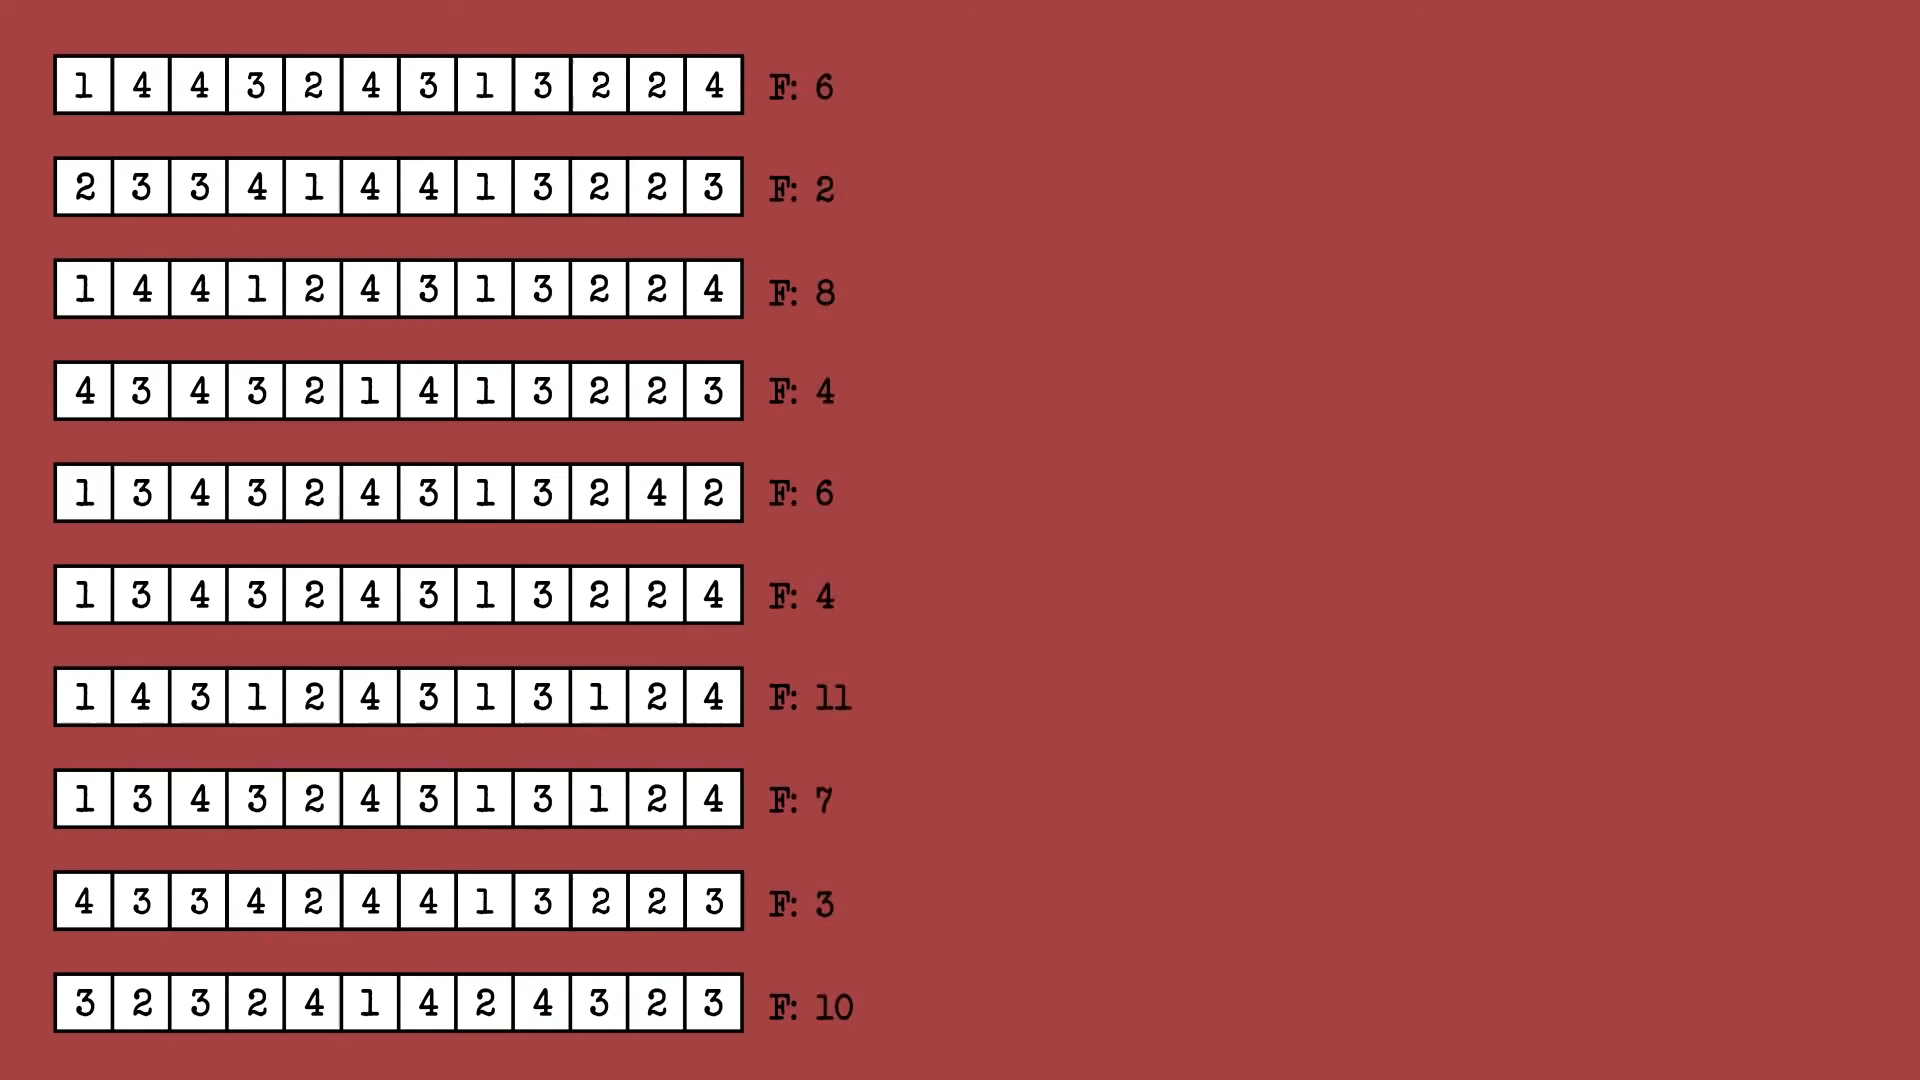 1 4 4 3 2 4 3 1 3 2 2 4 F: 6
2 3 3 4 1 4 4 1 3 2 2 3 F: 2
1 4 4 1 2 4 3 1 3 2 2 4 F: 8
4 3 4 3 2 1 4 1 3 2 2 3 F: 4
1 3 4 3 2 4 3 1 3 2 4 2 F: 6
1 3 4 3 2 4 3 1 3 2 2 4 F: 4
1 4 3 1 2 4 3 1 3 1 2 4 F: 11
1 3 4 3 2 4 3 1 3 1 2 4 F: 7
4 3 3 4 2 4 4 1 3 2 2 3 F: 3
3 2 3 2 4 1 4 2 4 3 2 3 F: 10